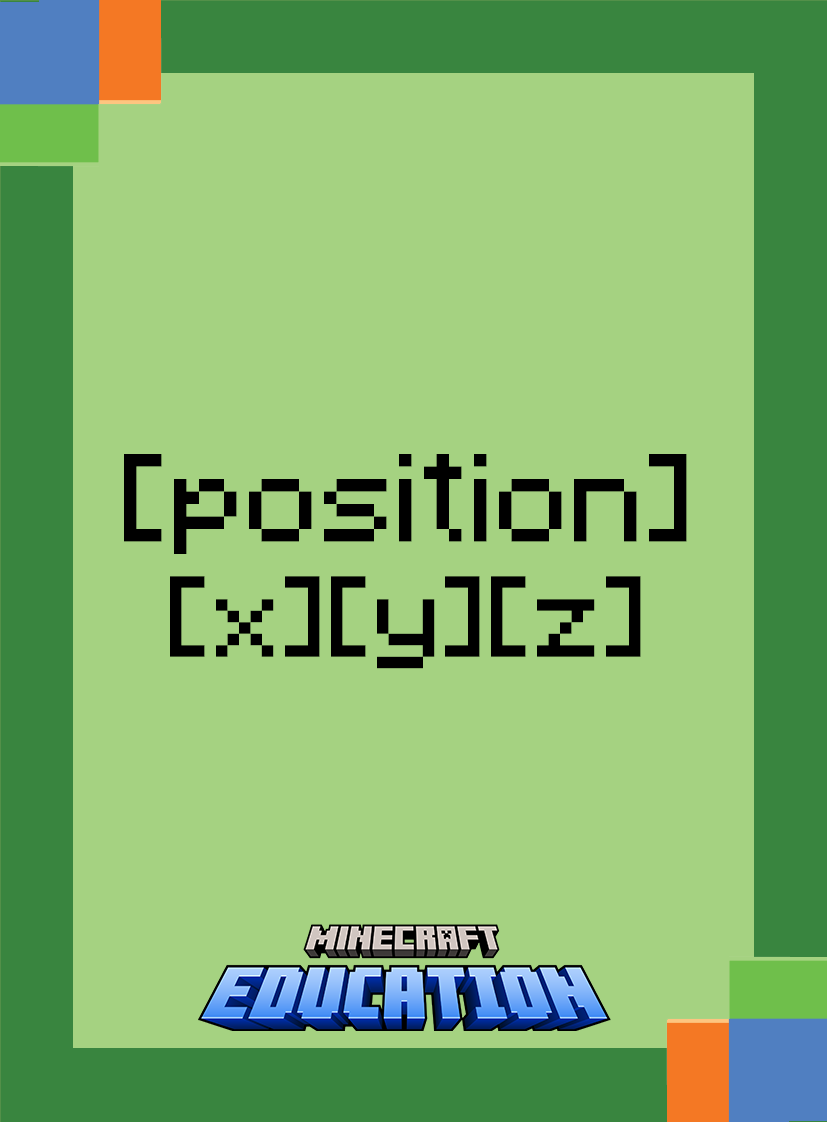 [position]
[x][y][z]
MINECRAFT
EDUCATION